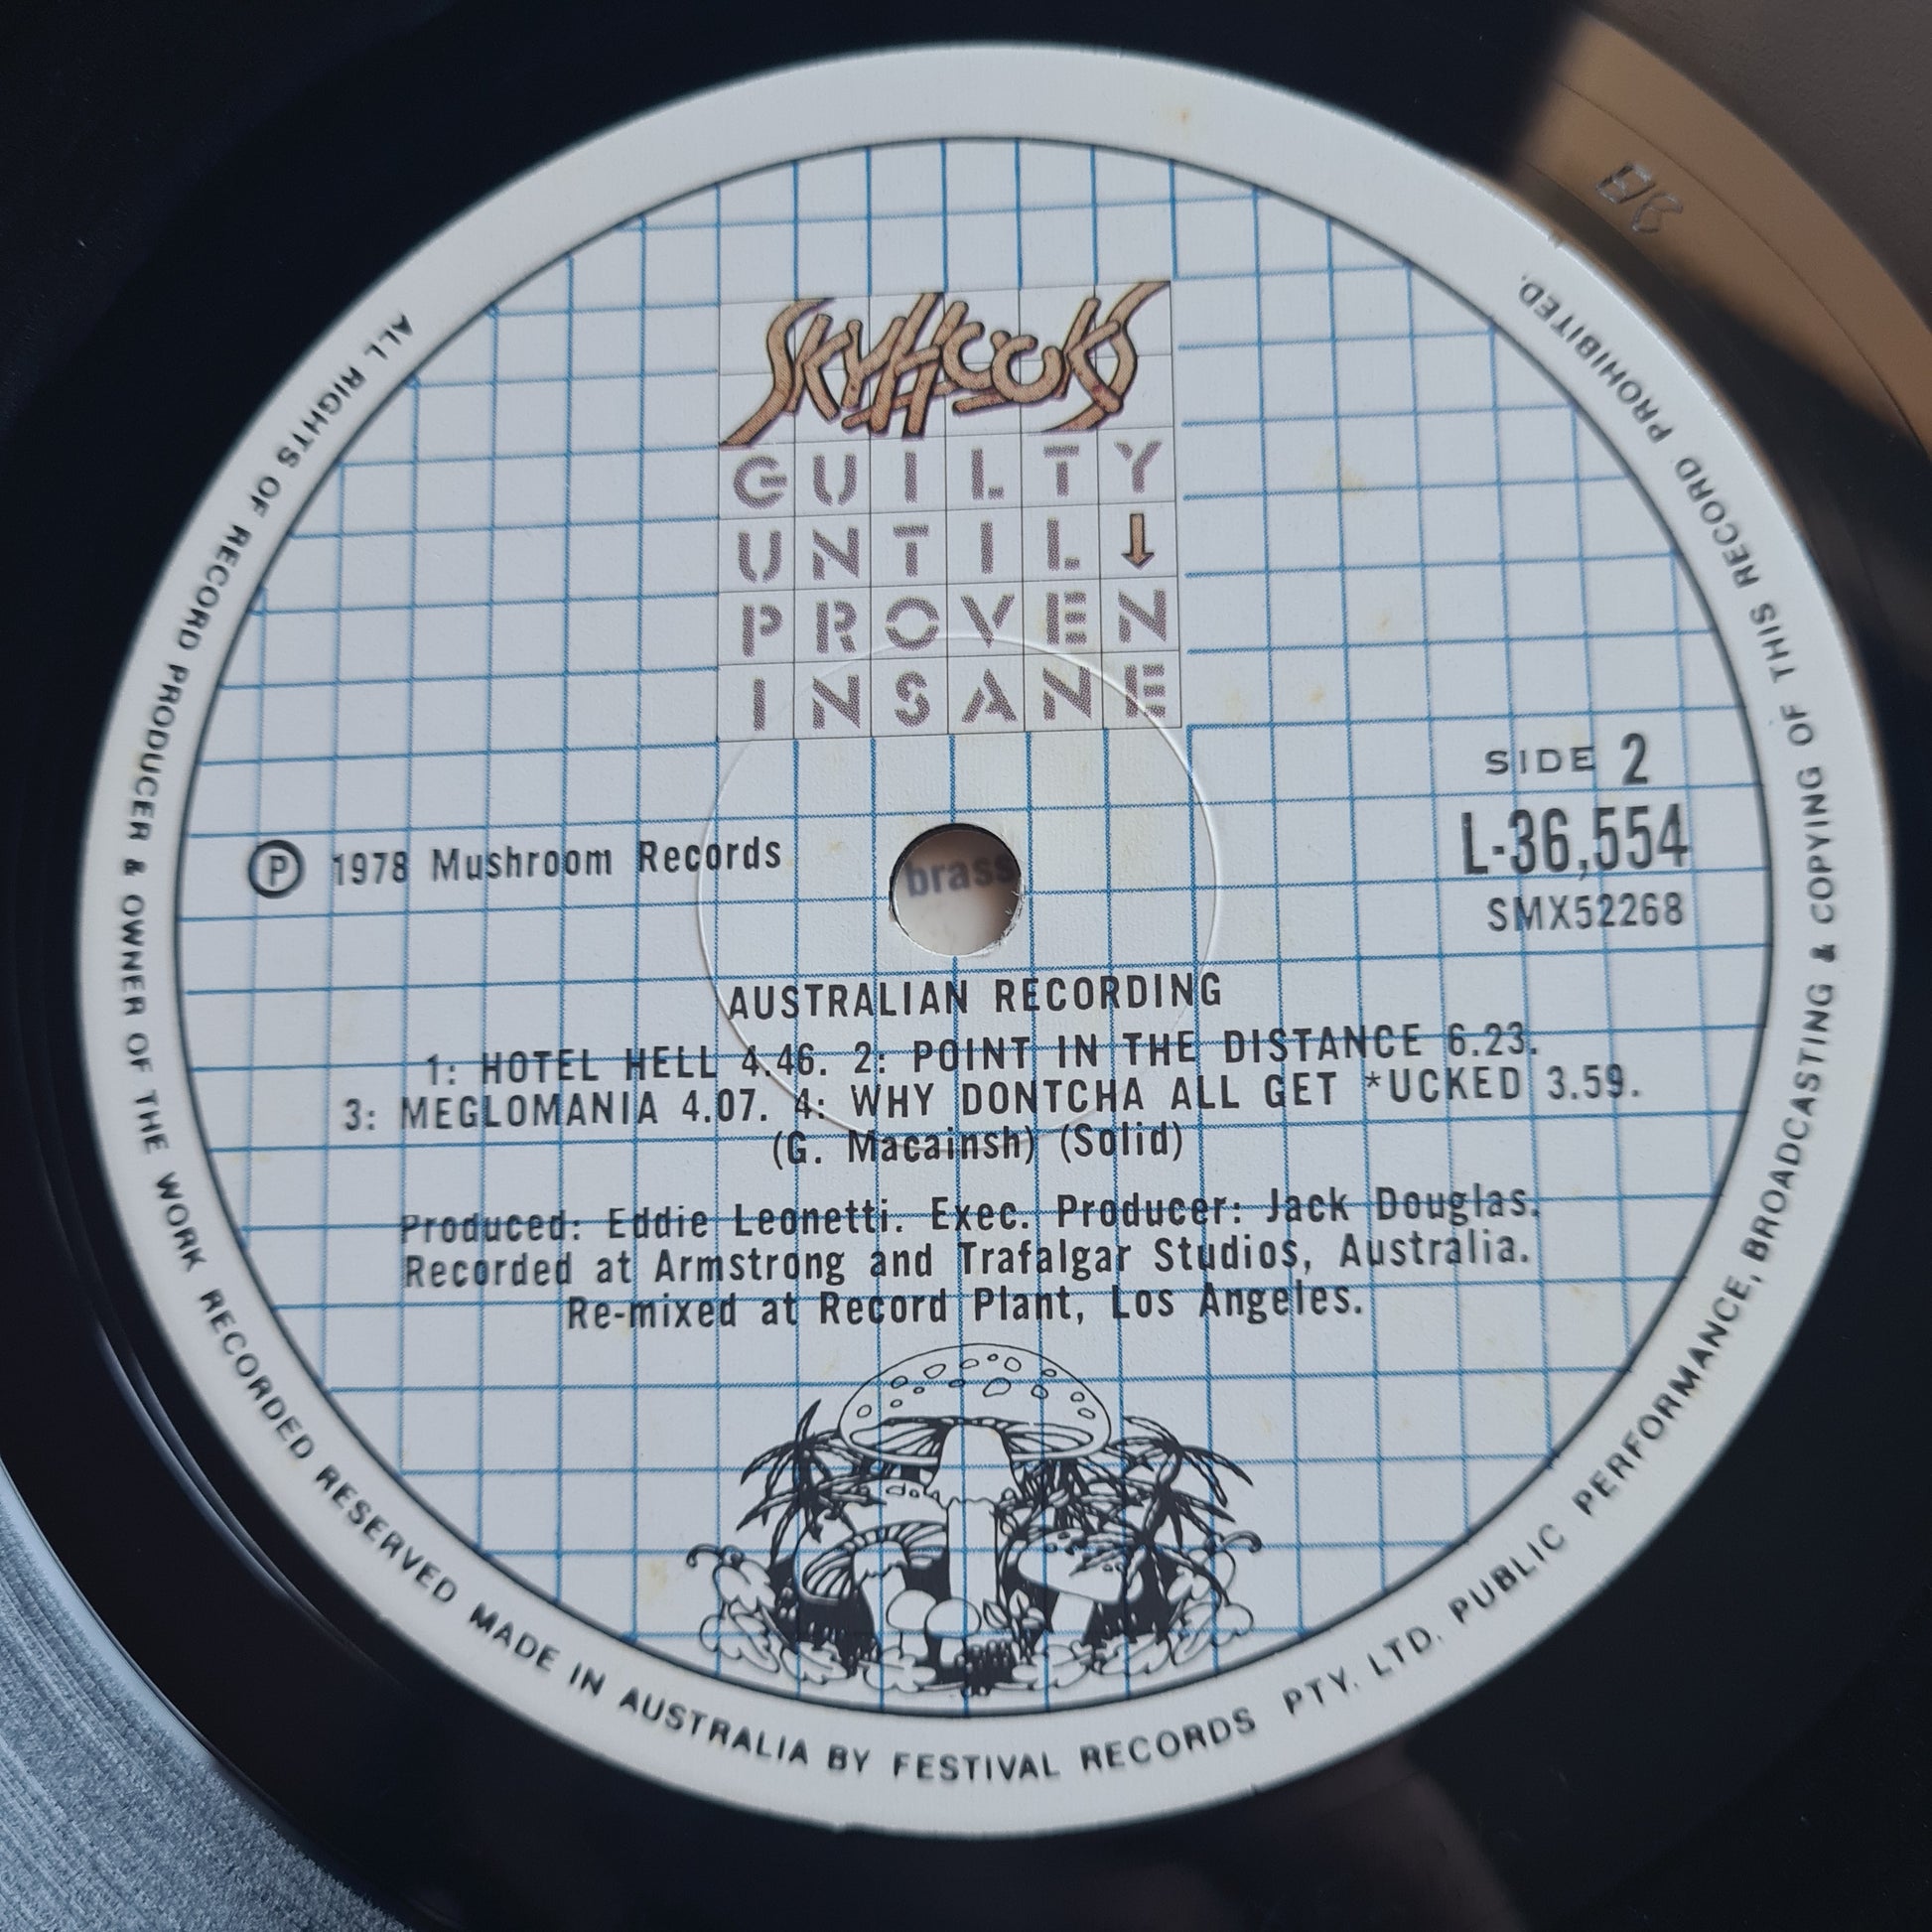 SKYHOOKS
GUILTY
UNTIL ↓
PROVEN
INSANE
SIDE 2
L-36,554
SMX52268
Ⓟ 1978 Mushroom Records
brass
AUSTRALIAN RECORDING
1: HOTEL HELL 4.46. 2: POINT IN THE DISTANCE 6.23.
3: MEGLOMANIA 4.07. 4: WHY DONTCHA ALL GET *UCKED 3.59.
(G. Macainsh) (Solid)
Produced: Eddie Leonetti. Exec. Producer: Jack Douglas.
Recorded at Armstrong and Trafalgar Studios, Australia.
Re-mixed at Record Plant, Los Angeles.
ALL RIGHTS OF RECORD PRODUCER & OWNER OF THE WORK RECORDED RESERVED MADE IN AUSTRALIA BY FESTIVAL RECORDS PTY. LTD. PUBLIC PERFORMANCE, BROADCASTING & COPYING OF THIS RECORD PROHIBITED.